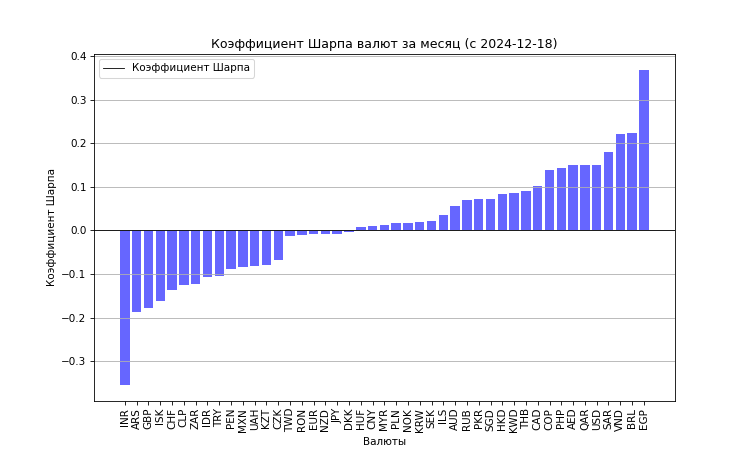 Коэффициент Шарпа валют за месяц (с 2024-12-18)
Коэффициент Шарпа
0.4
0.3
0.2
0.1
0.0
−0.1
−0.2
−0.3
Коэффициент Шарпа
INR ARS GBP ISK CHF CLP ZAR IDR TRY PEN MXN UAH KZT CZK TWD RON EUR NZD JPY DKK HUF CNY MYR PLN NOK KRW SEK ILS AUD RUB PKR SGD HKD KWD THB CAD COP PHP AED QAR USD SAR VND BRL EGP
Валюты